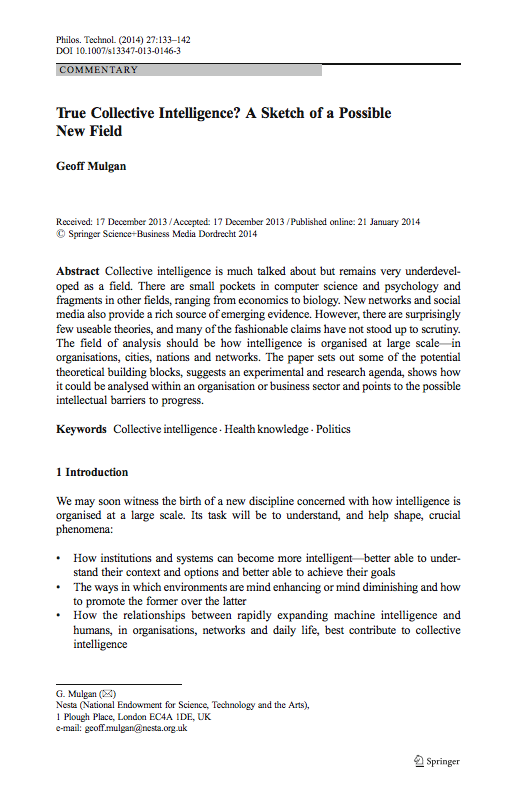 Philos. Technol. (2014) 27:133–142
DOI 10.1007/s13347-013-0146-3
COMMENTARY
True Collective Intelligence? A Sketch of a Possible
New Field
Geoff Mulgan
Received: 17 December 2013 / Accepted: 17 December 2013 / Published online: 21 January 2014
© Springer Science+Business Media Dordrecht 2014
Abstract Collective intelligence is much talked about but remains very underdevel-
oped as a field. There are small pockets in computer science and psychology and
fragments in other fields, ranging from economics to biology. New networks and social
media also provide a rich source of emerging evidence. However, there are surprisingly
few useable theories, and many of the fashionable claims have not stood up to scrutiny.
The field of analysis should be how intelligence is organised at large scale—in
organisations, cities, nations and networks. The paper sets out some of the potential
theoretical building blocks, suggests an experimental and research agenda, shows how
it could be analysed within an organisation or business sector and points to the possible
intellectual barriers to progress.
Keywords Collective intelligence · Health knowledge · Politics
1 Introduction
We may soon witness the birth of a new discipline concerned with how intelligence is
organised at a large scale. Its task will be to understand, and help shape, crucial
phenomena:
• How institutions and systems can become more intelligent—better able to under-
stand their context and options and better able to achieve their goals
• The ways in which environments are mind enhancing or mind diminishing and how
to promote the former over the latter
• How the relationships between rapidly expanding machine intelligence and
humans, in organisations, networks and daily life, best contribute to collective
intelligence
G. Mulgan (✉)
Nesta (National Endowment for Science, Technology and the Arts),
1 Plough Place, London EC4A 1DE, UK
e-mail: geoff.mulgan@nesta.org.uk
Springer